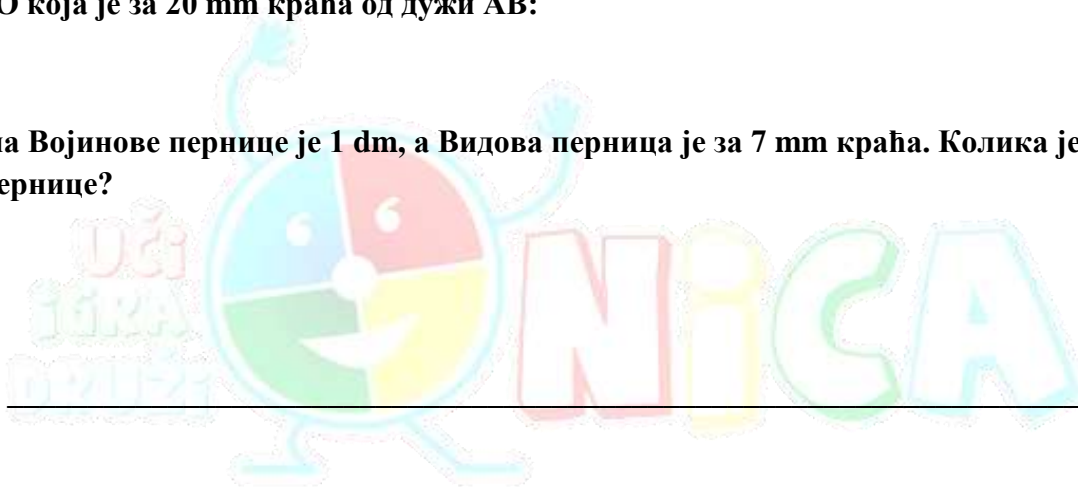 О која је за 20 mm краћа од дужи АВ:
на Војинове пернице је 1 dm, а Видова перница је за 7 mm краћа. Колика је
ернице?
UČi
iGRA
DRUŽi
ONiCA